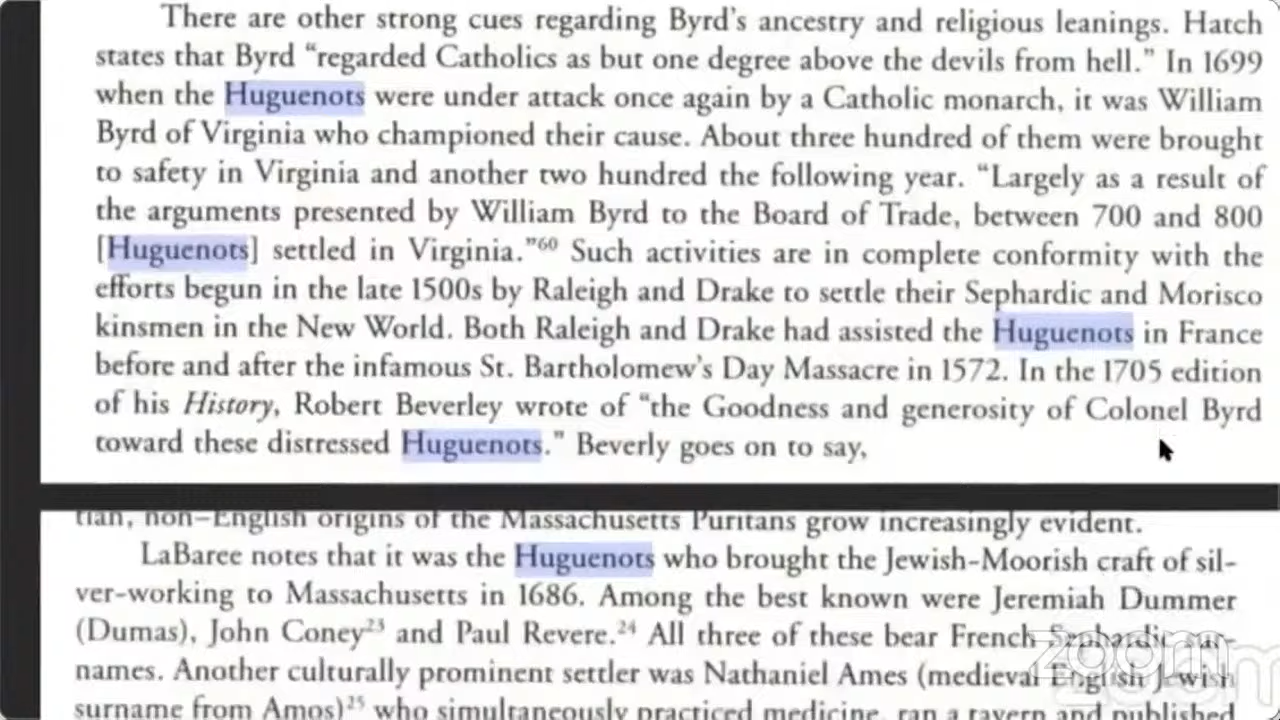 There are other strong cues regarding Byrd's ancestry and religious leanings. Hatch
states that Byrd “regarded Catholics as but one degree above the devils from hell.” In 1699
when the Huguenots were under attack once again by a Catholic monarch, it was William
Byrd of Virginia who championed their cause. About three hundred of them were brought
to safety in Virginia and another two hundred the following year. “Largely as a result of
the arguments presented by William Byrd to the Board of Trade, between 700 and 800
[Huguenots] settled in Virginia.”60 Such activities are in complete conformity with the
efforts begun in the late 1500s by Raleigh and Drake to settle their Sephardic and Morisco
kinsmen in the New World. Both Raleigh and Drake had assisted the Huguenots in France
before and after the infamous St. Bartholomew's Day Massacre in 1572. In the 1705 edition
of his History, Robert Beverley wrote of “the Goodness and generosity of Colonel Byrd
toward these distressed Huguenots.” Beverly goes on to say,
tian, non–English origins of the Massachusetts Puritans grow increasingly evident.
LaBaree notes that it was the Huguenots who brought the Jewish–Moorish craft of sil-
ver-working to Massachusetts in 1686. Among the best known were Jeremiah Dummer
(Dumas), John Coney23 and Paul Revere.24 All three of these bear French Sephardic sur-
names. Another culturally prominent settler was Nathaniel Ames (medieval English Jewish
surname from Amos)25 who simultaneously practiced medicine, ran a tavern and published
zoom
zoom